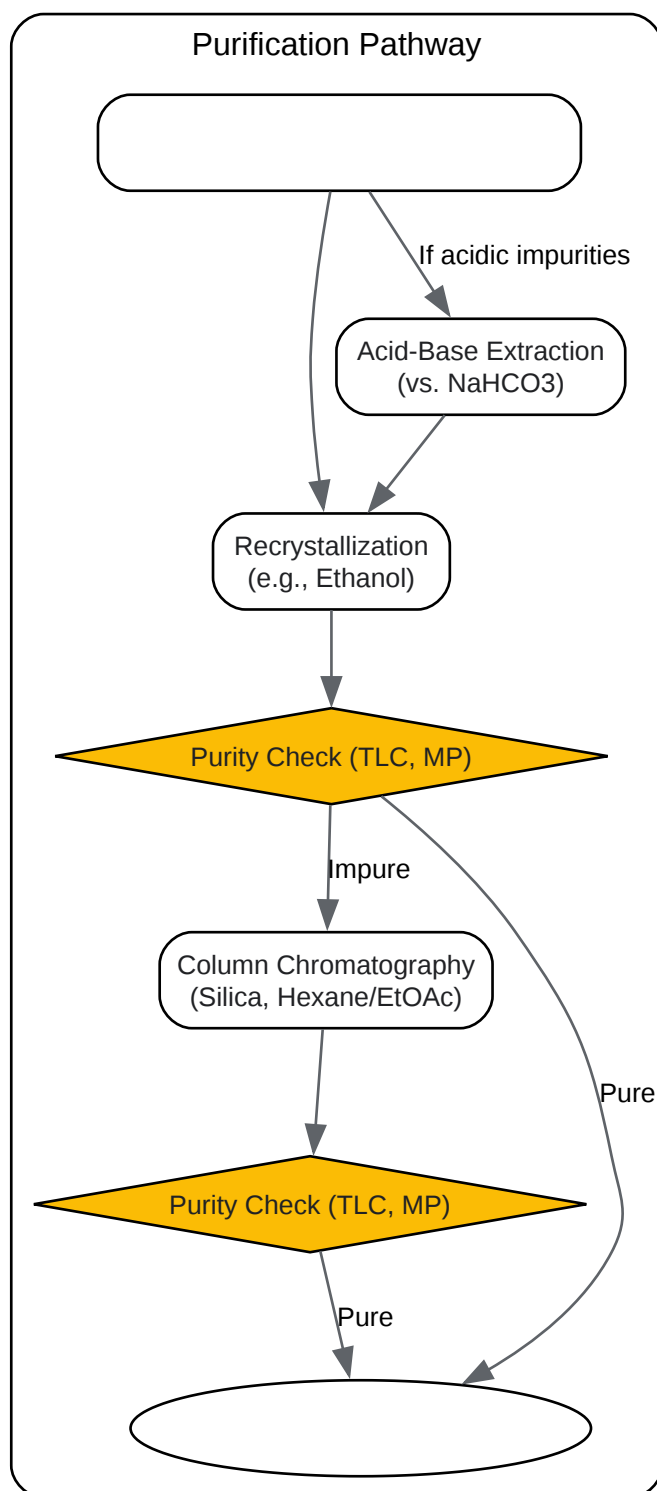 Purification Pathway
If acidic impurities
Acid-Base Extraction
(vs. NaHCO3)
Recrystallization
(e.g., Ethanol)
Purity Check (TLC, MP)
Impure
Column Chromatography
(Silica, Hexane/EtOAc)
Pure
Purity Check (TLC, MP)
Pure